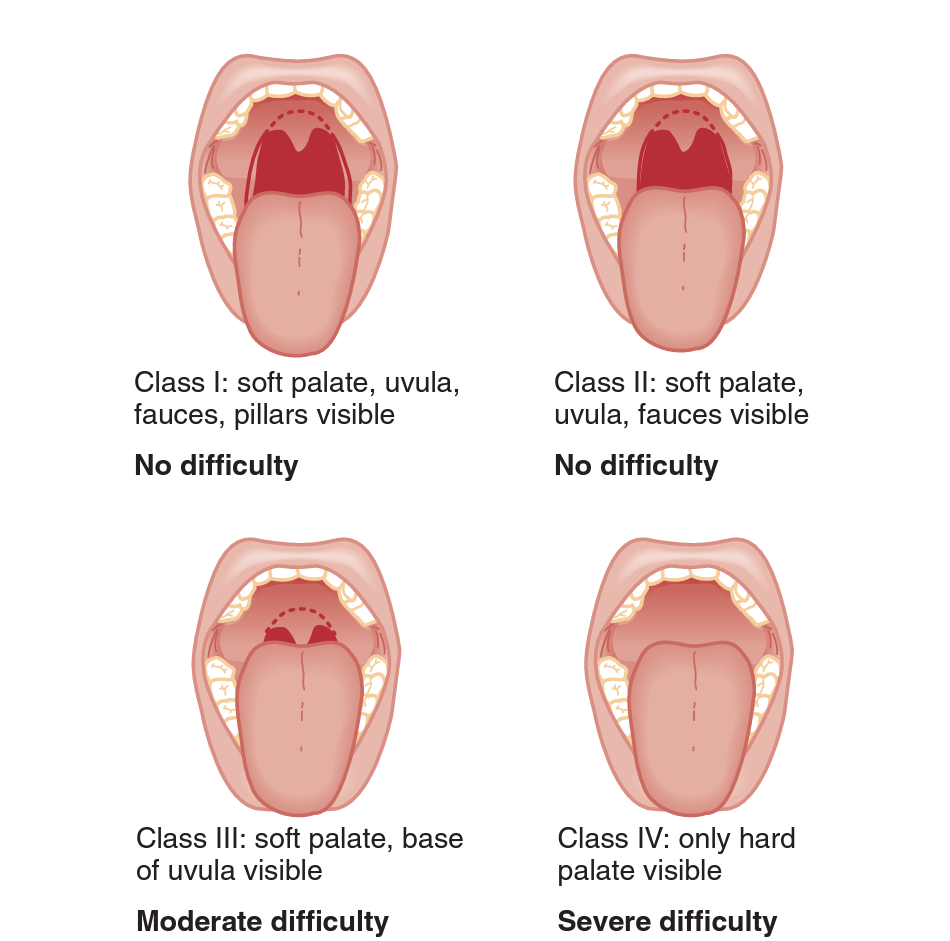 Class I: soft palate, uvula,
fauces, pillars visible
No difficulty
Class II: soft palate,
uvula, fauces visible
No difficulty
Class III: soft palate, base
of uvula visible
Moderate difficulty
Class IV: only hard
palate visible
Severe difficulty